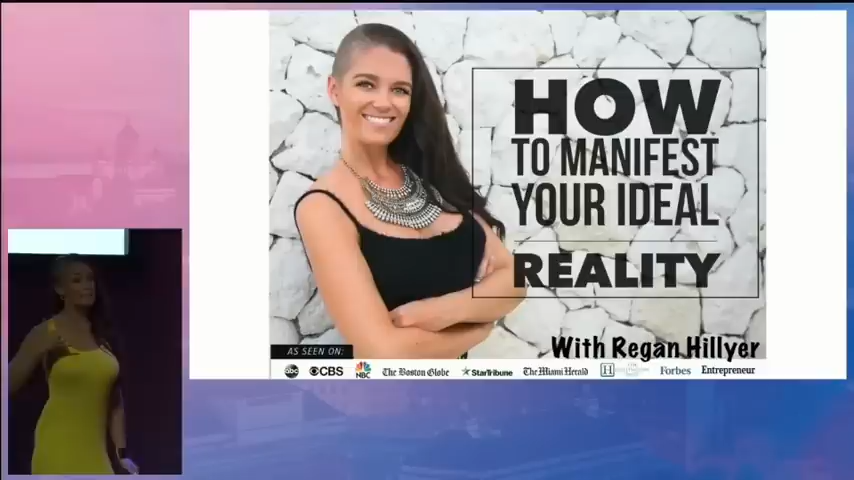 HOW
TO MANIFEST
YOUR IDEAL
REALITY
With Regan Hillyer
AS SEEN ON:
abc CBS NBC The Boston Globe StarTribune The Miami Herald H Forbes Entrepreneur